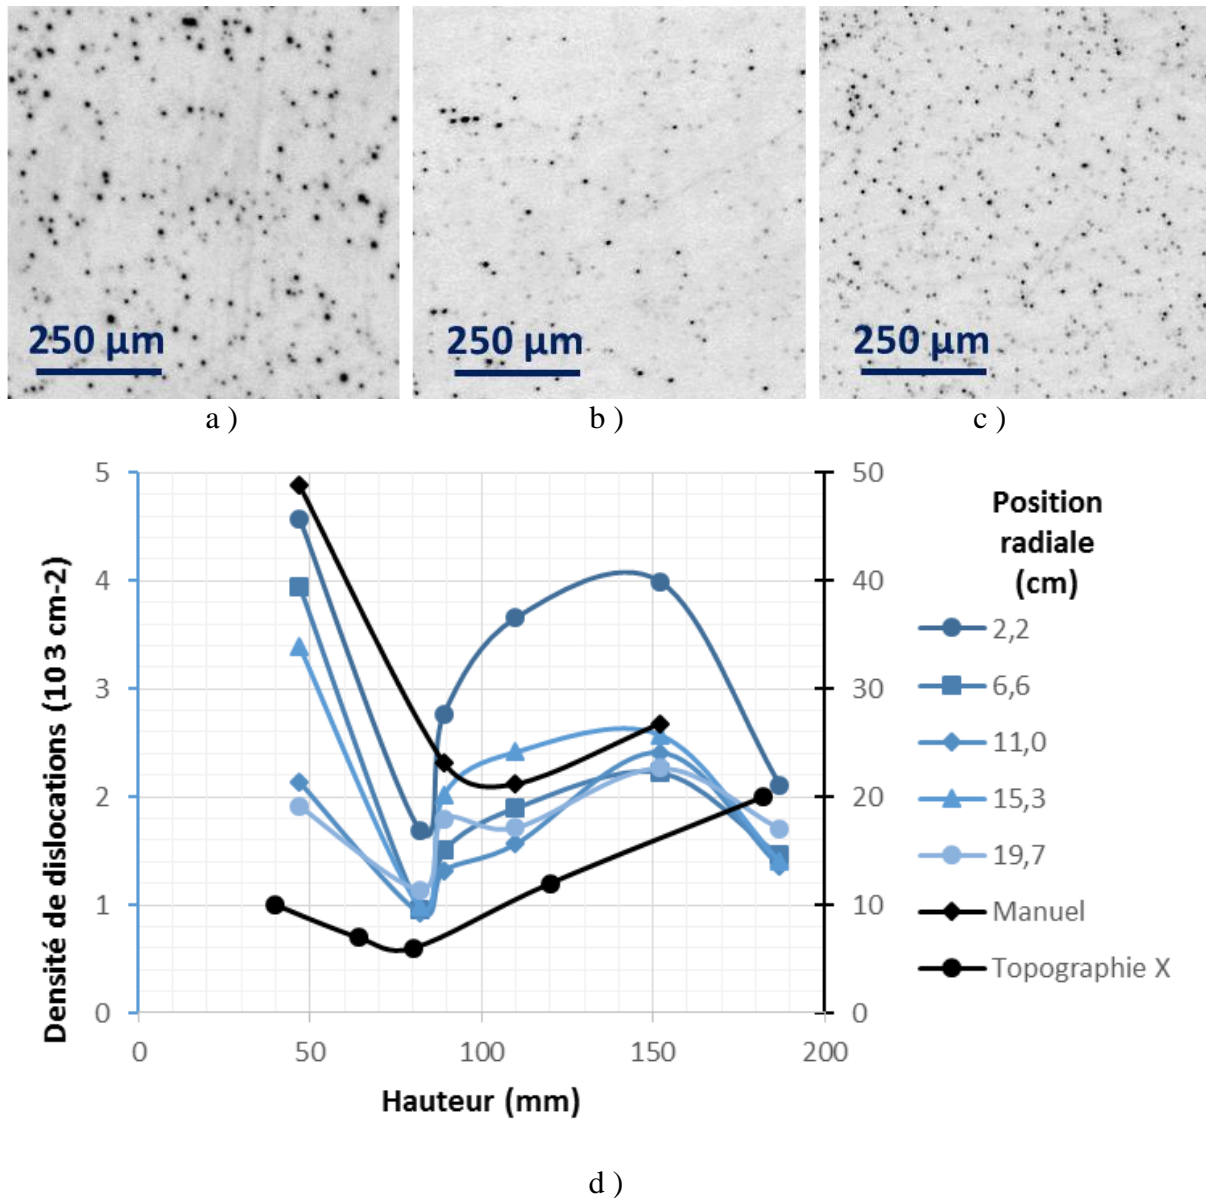 250 µm
250 µm
250 µm
a )
b )
c )
5
4
3
2
1
0
Densité de dislocations (10 3 cm-2)
50
40
30
20
10
0
0
50
100
150
200
Hauteur (mm)
Position
radiale
(cm)
2,2
6,6
11,0
15,3
19,7
Manuel
Topographie X
d )